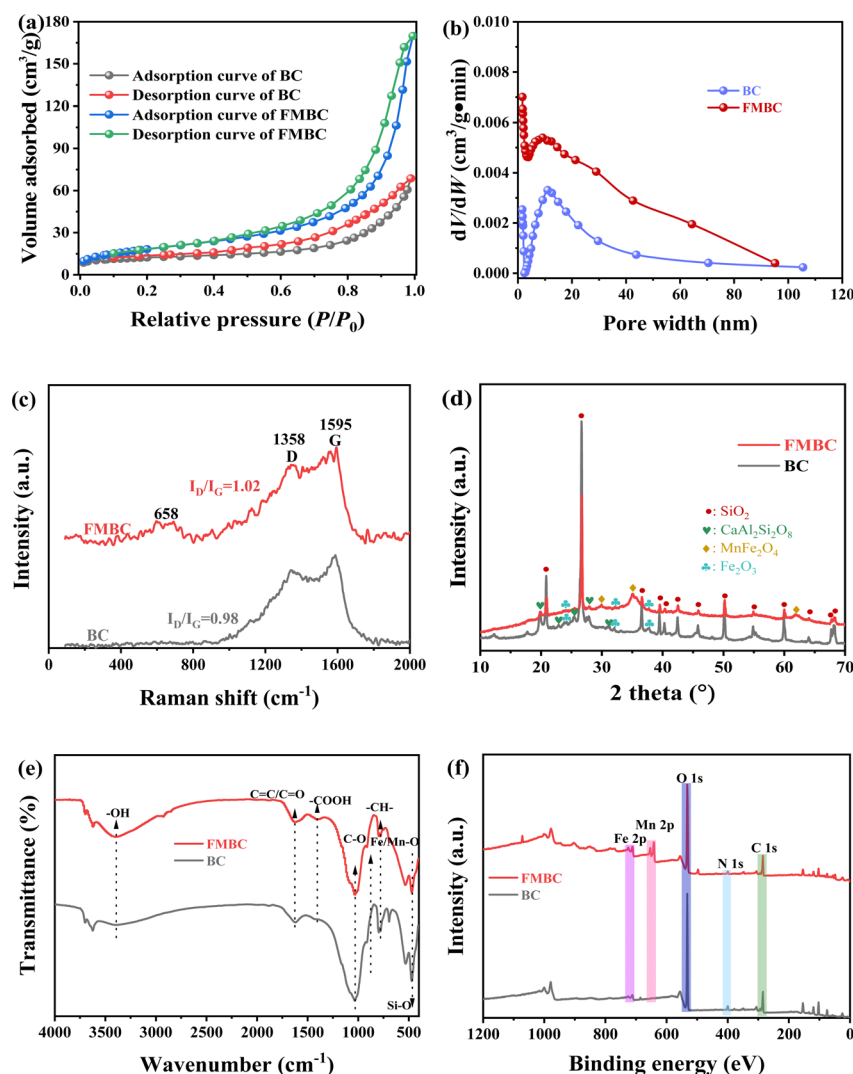 (a)
180
150
120
90
60
30
0
Volume adsorbed (cm³/g)
Adsorption curve of BC
Desorption curve of BC
Adsorption curve of FMBC
Desorption curve of FMBC
0.0 0.2 0.4 0.6 0.8 1.0
Relative pressure (P/P₀)
(b)
0.010
0.008
0.006
0.004
0.002
0.000
dV/dW (cm³/g•min)
BC
FMBC
0 20 40 60 80 100 120
Pore width (nm)
(c)
Intensity (a.u.)
1358
D
1595
G
I_D/I_G=1.02
658
FMBC
I_D/I_G=0.98
BC
0 400 800 1200 1600 2000
Raman shift (cm⁻¹)
(d)
Intensity (a.u.)
FMBC
BC
●: SiO₂
♥: CaAl₂Si₂O₈
◆: MnFe₂O₄
♣: Fe₂O₃
10 20 30 40 50 60 70
2 theta (°)
(e)
Transmittance (%)
-OH
C=C/C=O
-COOH
-CH-
C-O
Fe/Mn-O
FMBC
BC
Si-O
4000 3500 3000 2500 2000 1500 1000 500
Wavenumber (cm⁻¹)
(f)
Intensity (a.u.)
O 1s
Mn 2p
Fe 2p
N 1s
C 1s
FMBC
BC
1200 1000 800 600 400 200 0
Binding energy (eV)